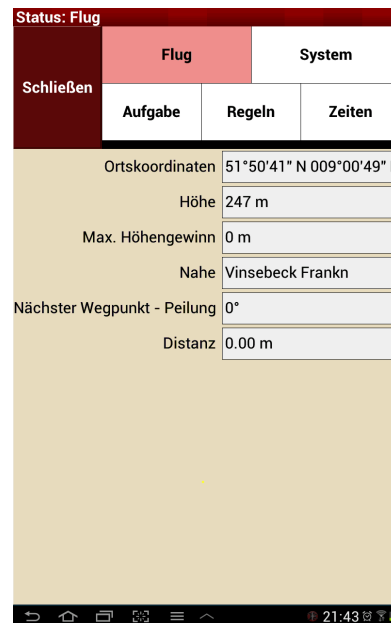 Status: Flug
Schließen
Flug
System
Aufgabe
Regeln
Zeiten
Ortskoordinaten 51°50'41" N 009°00'49"
Höhe 247 m
Max. Höhengewinn 0 m
Nahe Vinsebeck Frankn
Nächster Wegpunkt - Peilung 0°
Distanz 0.00 m
21:43